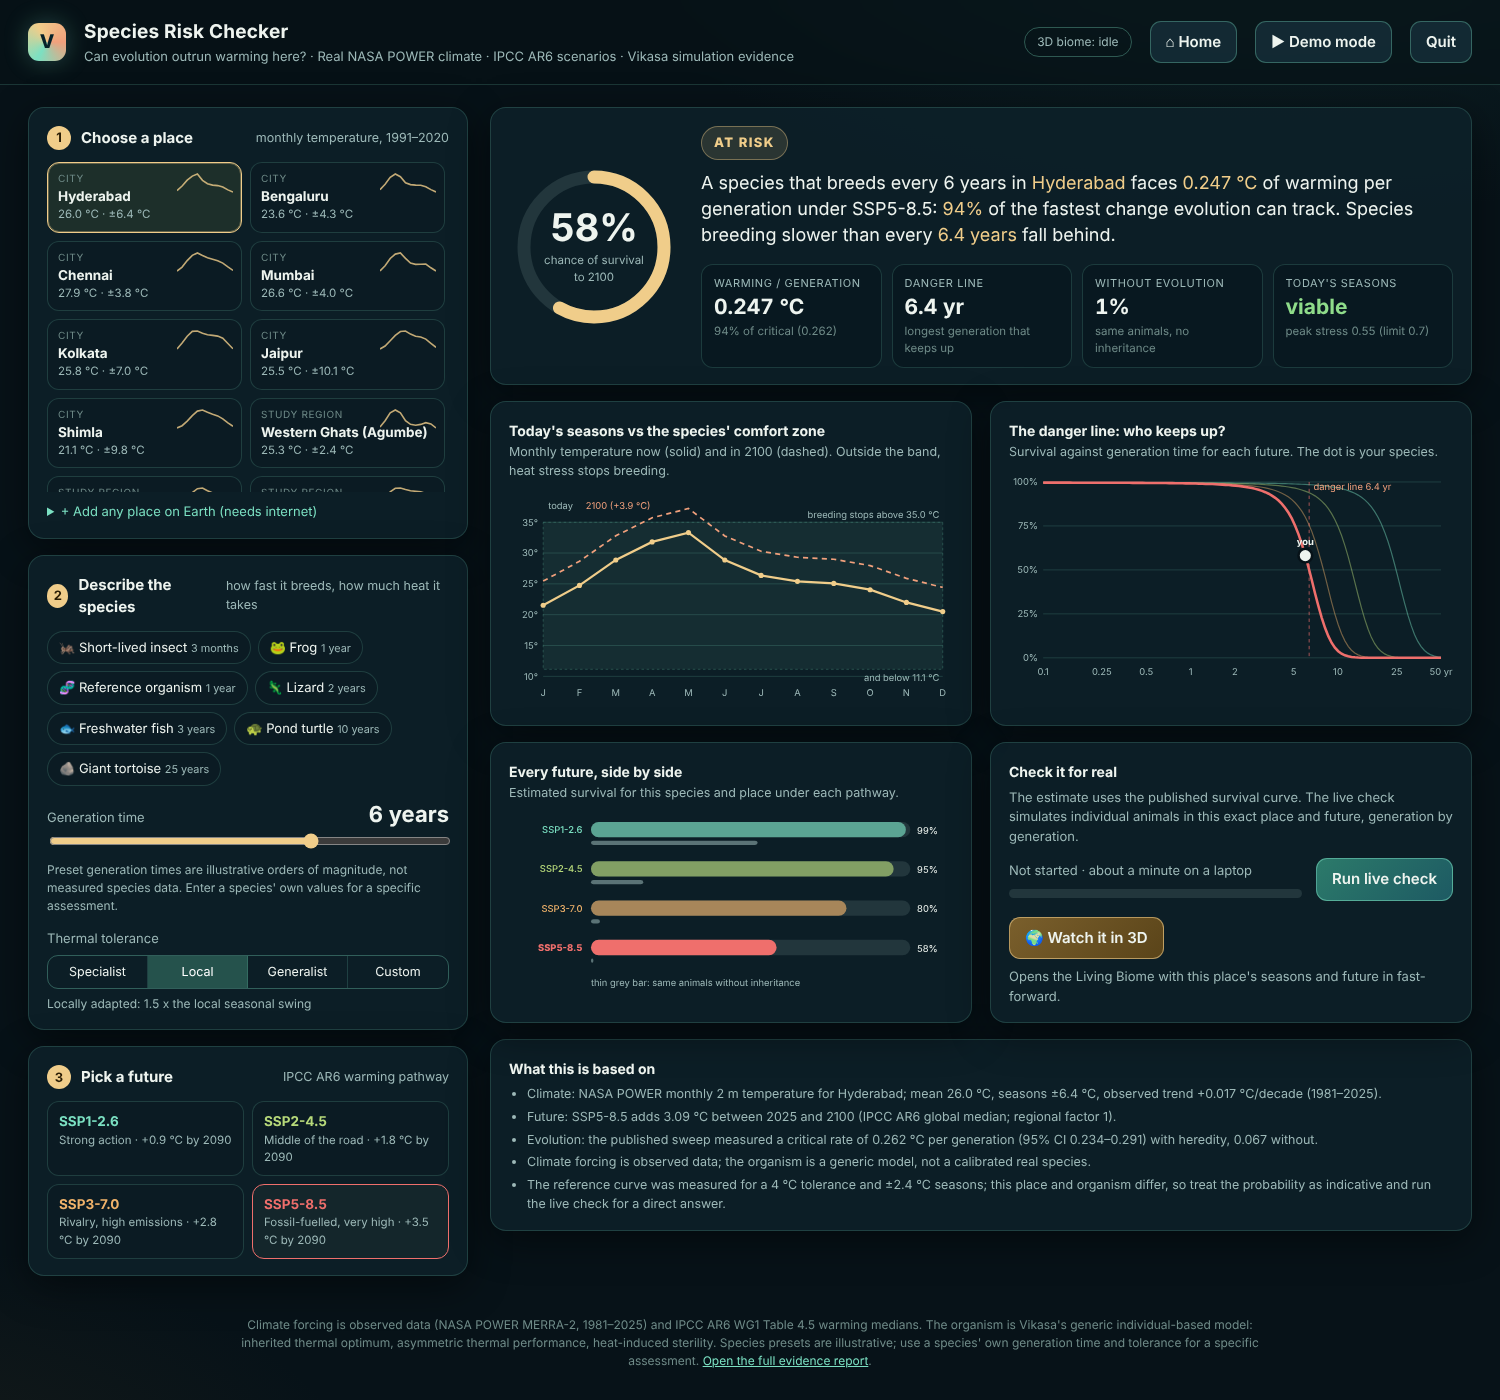 V
Species Risk Checker
Can evolution outrun warming here? · Real NASA POWER climate · IPCC AR6 scenarios · Vikasa simulation evidence
3D biome: idle
⌂ Home
▶ Demo mode
Quit
1 Choose a place
monthly temperature, 1991–2020
CITY
Hyderabad
26.0 °C · ±6.4 °C
CITY
Bengaluru
23.6 °C · ±4.3 °C
CITY
Chennai
27.9 °C · ±3.8 °C
CITY
Mumbai
26.6 °C · ±4.0 °C
CITY
Kolkata
25.8 °C · ±7.0 °C
CITY
Jaipur
25.5 °C · ±10.1 °C
CITY
Shimla
21.1 °C · ±9.8 °C
STUDY REGION
Western Ghats (Agumbe)
25.3 °C · ±2.4 °C
STUDY REGION
STUDY REGION
▶ + Add any place on Earth (needs internet)
2 Describe the species
how fast it breeds, how much heat it takes
Short-lived insect 3 months
Frog 1 year
Reference organism 1 year
Lizard 2 years
Freshwater fish 3 years
Pond turtle 10 years
Giant tortoise 25 years
Generation time
6 years
Preset generation times are illustrative orders of magnitude, not
measured species data. Enter a species' own values for a specific
assessment.
Thermal tolerance
Specialist
Local
Generalist
Custom
Locally adapted: 1.5 x the local seasonal swing
3 Pick a future
IPCC AR6 warming pathway
SSP1-2.6
Strong action · +0.9 °C by 2090
SSP2-4.5
Middle of the road · +1.8 °C by
2090
SSP3-7.0
Rivalry, high emissions · +2.8
°C by 2090
SSP5-8.5
Fossil-fuelled, very high · +3.5
°C by 2090
58%
chance of survival
to 2100
AT RISK
A species that breeds every 6 years in Hyderabad faces 0.247 °C of warming per
generation under SSP5-8.5: 94% of the fastest change evolution can track. Species
breeding slower than every 6.4 years fall behind.
WARMING / GENERATION
0.247 °C
94% of critical (0.262)
DANGER LINE
6.4 yr
longest generation that
keeps up
WITHOUT EVOLUTION
1%
same animals, no
inheritance
TODAY'S SEASONS
viable
peak stress 0.55 (limit 0.7)
Today's seasons vs the species' comfort zone
Monthly temperature now (solid) and in 2100 (dashed). Outside the band,
heat stress stops breeding.
today
2100 (+3.9 °C)
breeding stops above 35.0 °C
35°
30°
25°
20°
15°
10°
and below 11.1 °C
J F M A M J J A S O N D
The danger line: who keeps up?
Survival against generation time for each future. The dot is your species.
100%
75%
50%
25%
0%
danger line 6.4 yr
you
0.1 0.25 0.5 1 2 5 10 25 50 yr
Every future, side by side
Estimated survival for this species and place under each pathway.
SSP1-2.6 99%
SSP2-4.5 95%
SSP3-7.0 80%
SSP5-8.5 58%
thin grey bar: same animals without inheritance
Check it for real
The estimate uses the published survival curve. The live check
simulates individual animals in this exact place and future, generation by
generation.
Not started · about a minute on a laptop
Run live check
Watch it in 3D
Opens the Living Biome with this place's seasons and future in fast-
forward.
What this is based on
• Climate: NASA POWER monthly 2 m temperature for Hyderabad; mean 26.0 °C, seasons ±6.4 °C, observed trend +0.017 °C/decade (1981–2025).
• Future: SSP5-8.5 adds 3.09 °C between 2025 and 2100 (IPCC AR6 global median; regional factor 1).
• Evolution: the published sweep measured a critical rate of 0.262 °C per generation (95% CI 0.234–0.291) with heredity, 0.067 without.
• Climate forcing is observed data; the organism is a generic model, not a calibrated real species.
• The reference curve was measured for a 4 °C tolerance and ±2.4 °C seasons; this place and organism differ, so treat the probability as indicative and run
the live check for a direct answer.
Climate forcing is observed data (NASA POWER MERRA-2, 1981–2025) and IPCC AR6 WG1 Table 4.5 warming medians. The organism is Vikasa's generic individual-based model:
inherited thermal optimum, asymmetric thermal performance, heat-induced sterility. Species presets are illustrative; use a species' own generation time and tolerance for a specific
assessment. Open the full evidence report.